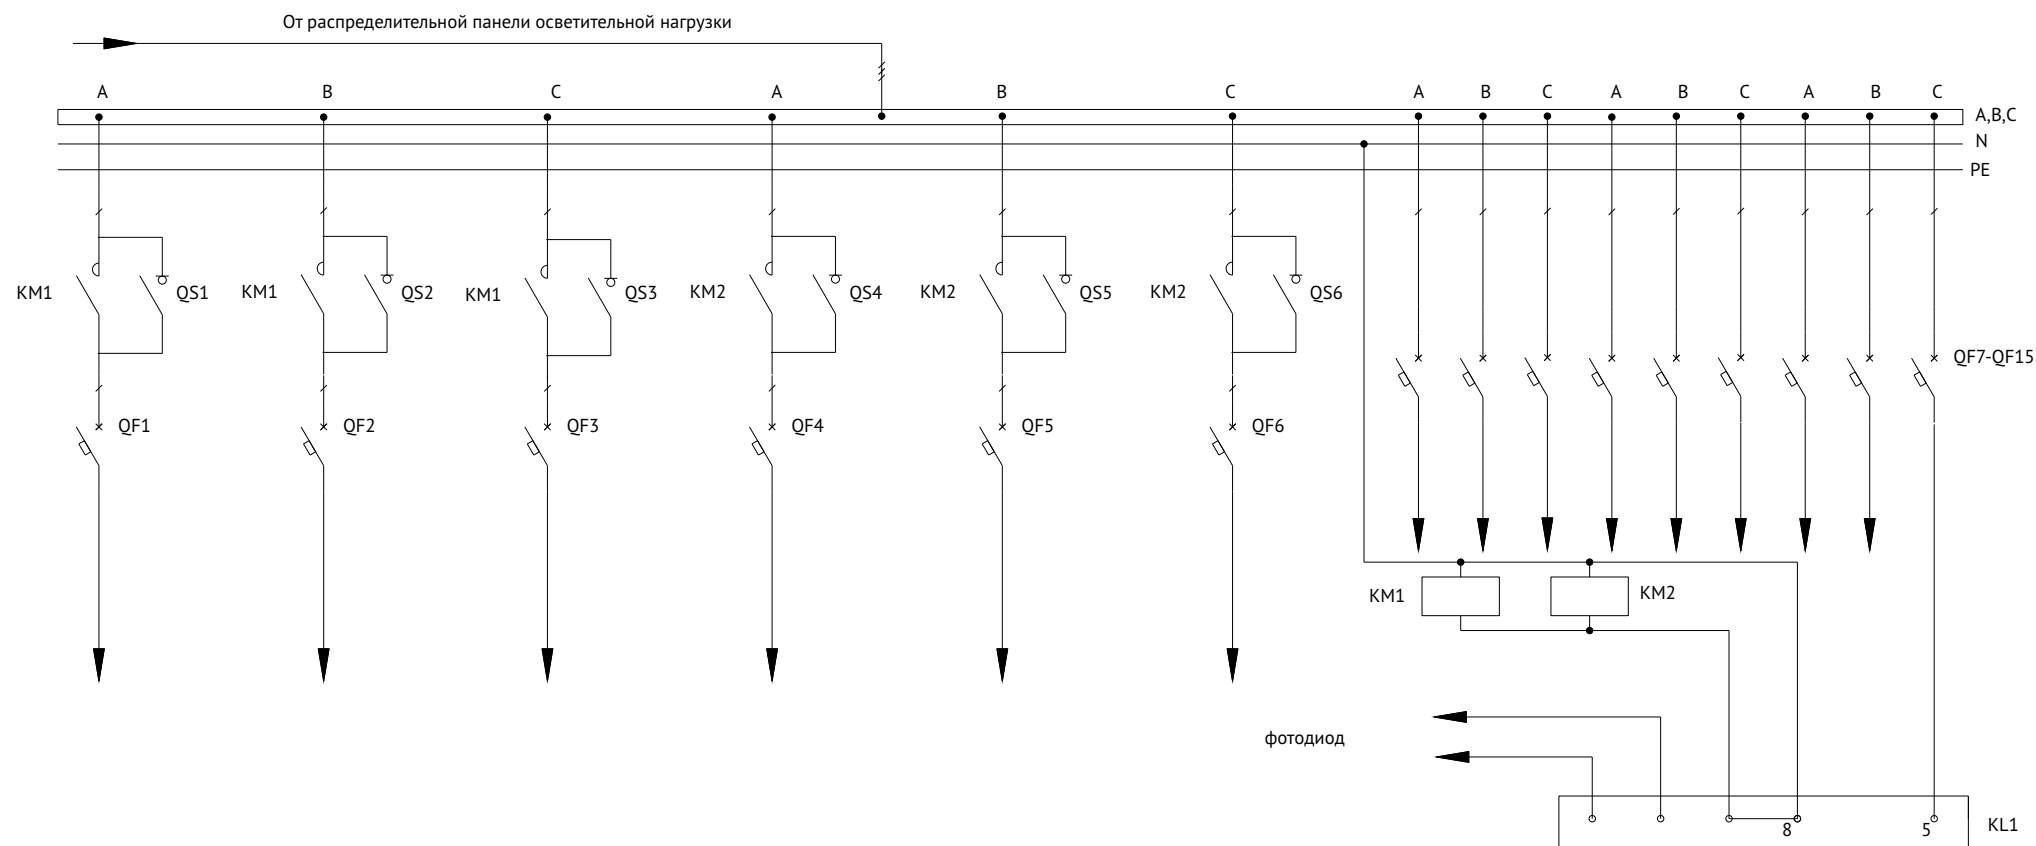 От распределительной панели осветительной нагрузки
A B C A B C A B C A B C A B C
A,B,C
N
PE
KM1 QS1 KM1 QS2 KM1 QS3 KM2 QS4 KM2 QS5 KM2 QS6
QF7-QF15
QF1 QF2 QF3 QF4 QF5 QF6
KM1 KM2
фотодиод
8 5 KL1